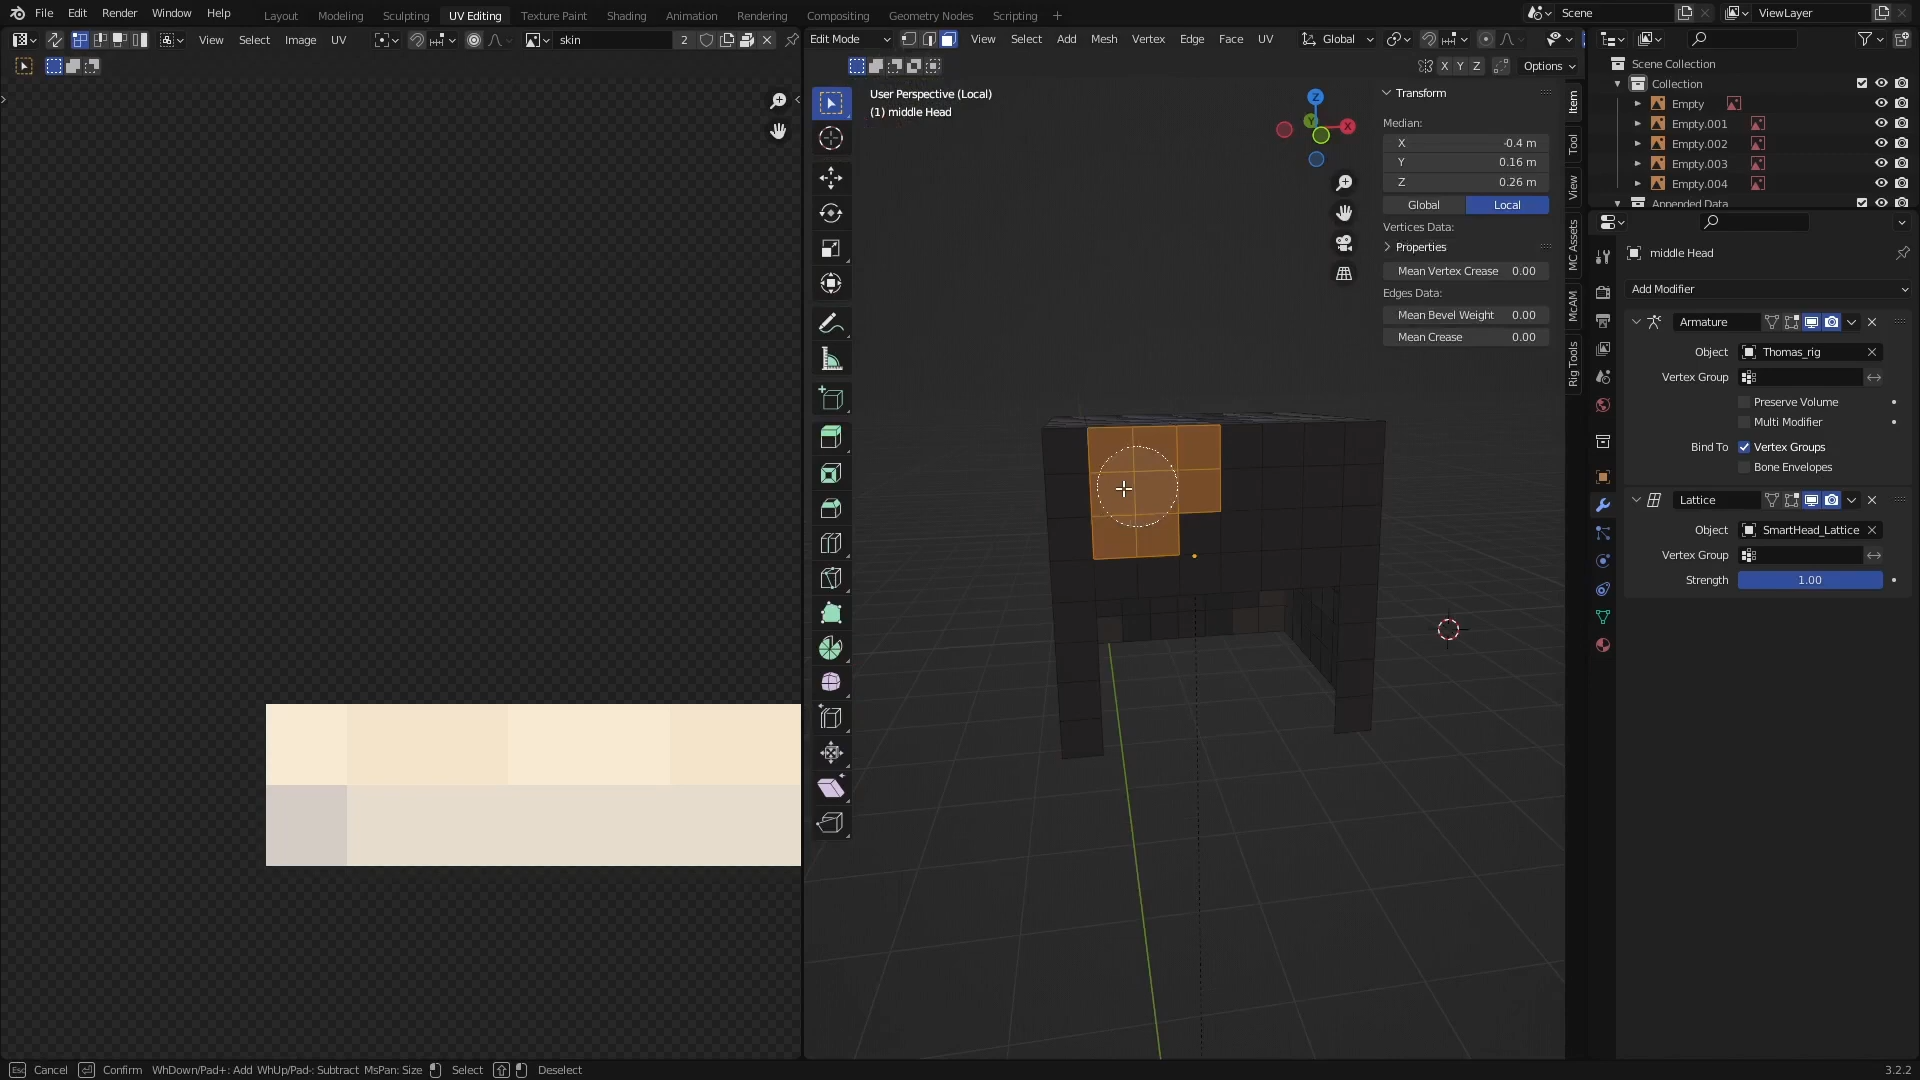 File Edit Render Window Help Layout Modeling Sculpting UV Editing Texture Paint Shading Animation Rendering Compositing Geometry Nodes Scripting + Scene ViewLayer
View Select Image UV skin 2 Edit Mode View Select Add Mesh Vertex Edge Face UV Global
X Y Z Options
User Perspective (Local)
(1) middle Head
Z
X
Y
Transform
Median:
X -0.4 m
Y 0.16 m
Z 0.26 m
Global Local
Vertices Data:
Properties
Mean Vertex Crease 0.00
Edges Data:
Mean Bevel Weight 0.00
Mean Crease 0.00
Item
Tool
View
MC Assets
McAM
Rig Tools
Scene Collection
Collection
Empty
Empty.001
Empty.002
Empty.003
Empty.004
Appended Data
middle Head
Add Modifier
Armature
Object Thomas_rig
Vertex Group
Preserve Volume
Multi Modifier
Bind To Vertex Groups
Bone Envelopes
Lattice
Object SmartHead_Lattice
Vertex Group
Strength 1.00
Esc Cancel Confirm WhDown/Pad+: Add WhUp/Pad-: Subtract MsPan: Size Select Deselect 3.2.2